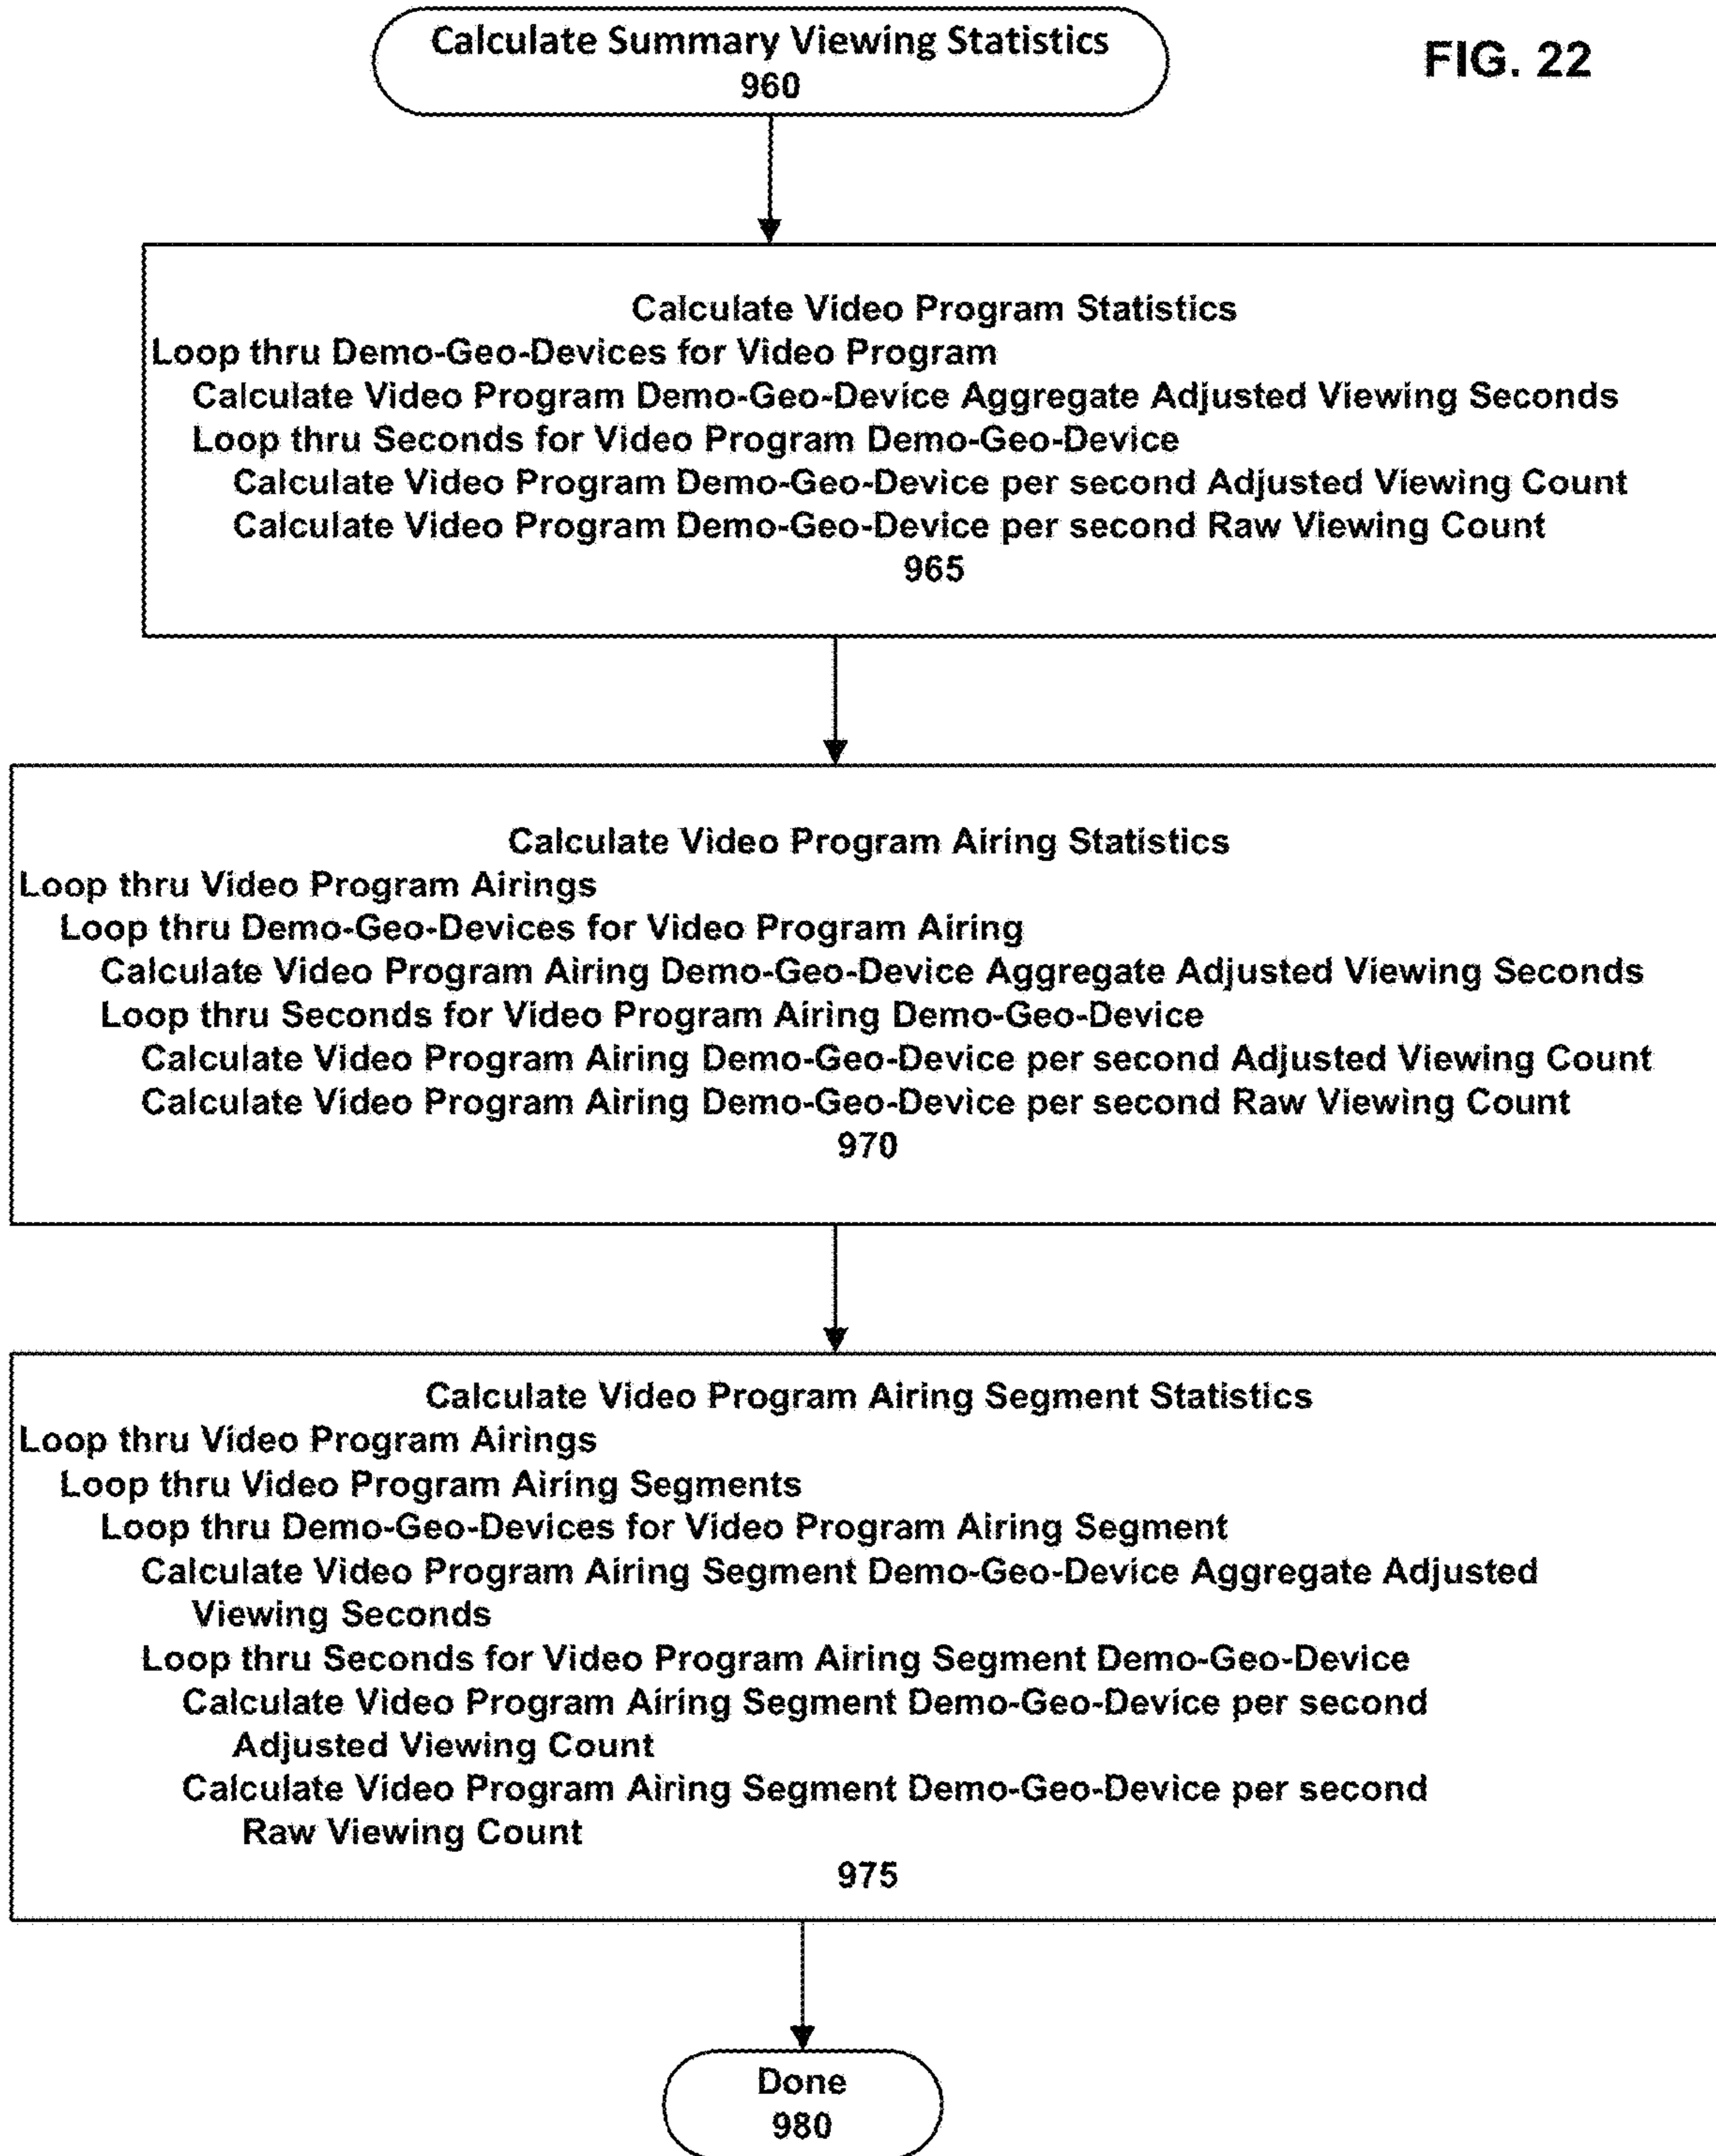 Calculate Summary Viewing Statistics
960
FIG. 22
Calculate Video Program Statistics
Loop thru Demo-Geo-Devices for Video Program
Calculate Video Program Demo-Geo-Device Aggregate Adjusted Viewing Seconds
Loop thru Seconds for Video Program Demo-Geo-Device
Calculate Video Program Demo-Geo-Device per second Adjusted Viewing Count
Calculate Video Program Demo-Geo-Device per second Raw Viewing Count
965
Calculate Video Program Airing Statistics
Loop thru Video Program Airings
Loop thru Demo-Geo-Devices for Video Program Airing
Calculate Video Program Airing Demo-Geo-Device Aggregate Adjusted Viewing Seconds
Loop thru Seconds for Video Program Airing Demo-Geo-Device
Calculate Video Program Airing Demo-Geo-Device per second Adjusted Viewing Count
Calculate Video Program Airing Demo-Geo-Device per second Raw Viewing Count
970
Calculate Video Program Airing Segment Statistics
Loop thru Video Program Airings
Loop thru Video Program Airing Segments
Loop thru Demo-Geo-Devices for Video Program Airing Segment
Calculate Video Program Airing Segment Demo-Geo-Device Aggregate Adjusted
Viewing Seconds
Loop thru Seconds for Video Program Airing Segment Demo-Geo-Device
Calculate Video Program Airing Segment Demo-Geo-Device per second
Adjusted Viewing Count
Calculate Video Program Airing Segment Demo-Geo-Device per second
Raw Viewing Count
975
Done
980